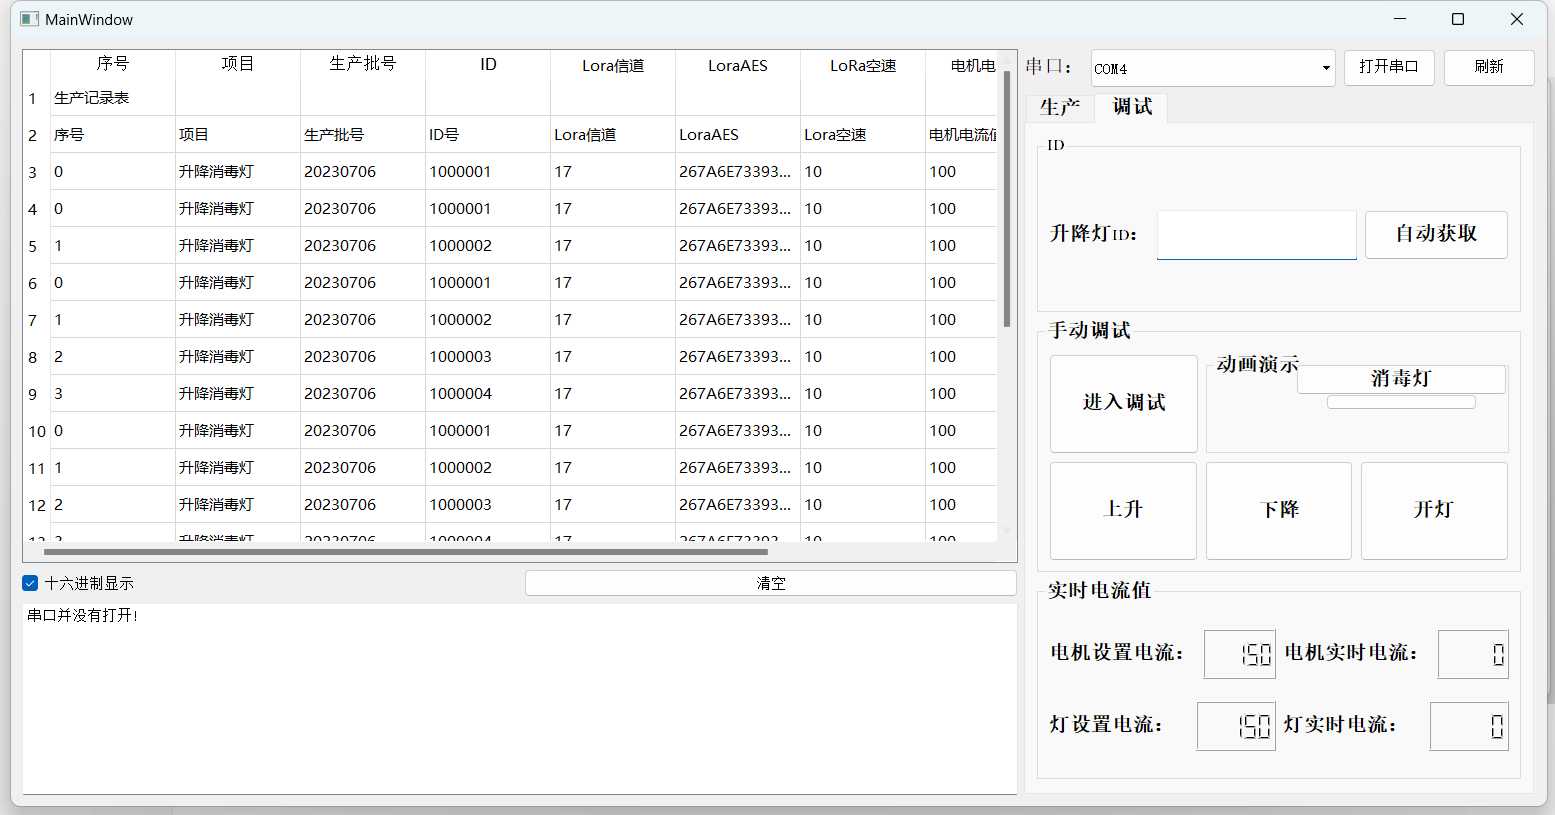 MainWindow
序号 项目 生产批号 ID Lora信道 LoraAES LoRa空速 电机电
1 生产记录表
2 序号 项目 生产批号 ID号 Lora信道 LoraAES Lora空速 电机电流值
3 0 升降消毒灯 20230706 1000001 17 267A6E73393... 10 100
4 0 升降消毒灯 20230706 1000001 17 267A6E73393... 10 100
5 1 升降消毒灯 20230706 1000002 17 267A6E73393... 10 100
6 0 升降消毒灯 20230706 1000001 17 267A6E73393... 10 100
7 1 升降消毒灯 20230706 1000002 17 267A6E73393... 10 100
8 2 升降消毒灯 20230706 1000003 17 267A6E73393... 10 100
9 3 升降消毒灯 20230706 1000004 17 267A6E73393... 10 100
10 0 升降消毒灯 20230706 1000001 17 267A6E73393... 10 100
11 1 升降消毒灯 20230706 1000002 17 267A6E73393... 10 100
12 2 升降消毒灯 20230706 1000003 17 267A6E73393... 10 100
升降消毒灯 20230706 1000004 17 267A6E73393... 10 100
十六进制显示 清空
串口并没有打开!
串口： COM4 打开串口 刷新
生产 调试
ID
升降灯ID： 自动获取
手动调试
进入调试
动画演示
消毒灯
上升 下降 开灯
实时电流值
电机设置电流： 150 电机实时电流： 0
灯设置电流： 150 灯实时电流： 0